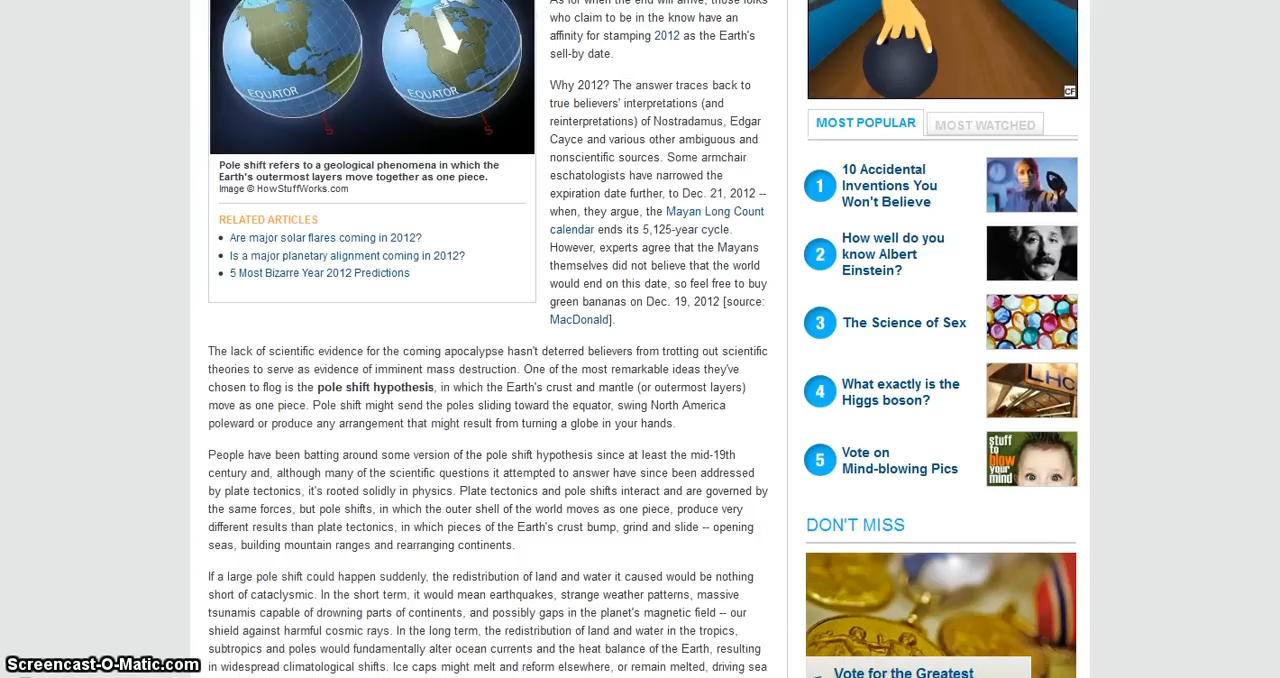 As for when the end will arrive, those folks
who claim to be in the know have an
affinity for stamping 2012 as the Earth's
sell-by date.
EQUATOR
EQUATOR
S
S
Pole shift refers to a geological phenomena in which the
Earth's outermost layers move together as one piece.
Image © HowStuffWorks.com
RELATED ARTICLES
Are major solar flares coming in 2012?
Is a major planetary alignment coming in 2012?
5 Most Bizarre Year 2012 Predictions
Why 2012? The answer traces back to
true believers' interpretations (and
reinterpretations) of Nostradamus, Edgar
Cayce and various other ambiguous and
nonscientific sources. Some armchair
eschatologists have narrowed the
expiration date further, to Dec. 21, 2012 --
when, they argue, the Mayan Long Count
calendar ends its 5,125-year cycle.
However, experts agree that the Mayans
themselves did not believe that the world
would end on this date, so feel free to buy
green bananas on Dec. 19, 2012 [source:
MacDonald].
The lack of scientific evidence for the coming apocalypse hasn't deterred believers from trotting out scientific
theories to serve as evidence of imminent mass destruction. One of the most remarkable ideas they've
chosen to flog is the pole shift hypothesis, in which the Earth's crust and mantle (or outermost layers)
move as one piece. Pole shift might send the poles sliding toward the equator, swing North America
poleward or produce any arrangement that might result from turning a globe in your hands.
People have been batting around some version of the pole shift hypothesis since at least the mid-19th
century and, although many of the scientific questions it attempted to answer have since been addressed
by plate tectonics, it's rooted solidly in physics. Plate tectonics and pole shifts interact and are governed by
the same forces, but pole shifts, in which the outer shell of the world moves as one piece, produce very
different results than plate tectonics, in which pieces of the Earth's crust bump, grind and slide -- opening
seas, building mountain ranges and rearranging continents.
If a large pole shift could happen suddenly, the redistribution of land and water it caused would be nothing
short of cataclysmic. In the short term, it would mean earthquakes, strange weather patterns, massive
tsunamis capable of drowning parts of continents, and possibly gaps in the planet's magnetic field -- our
shield against harmful cosmic rays. In the long term, the redistribution of land and water in the tropics,
subtropics and poles would fundamentally alter ocean currents and the heat balance of the Earth, resulting
in widespread climatological shifts. Ice caps might melt and reform elsewhere, or remain melted, driving sea
CF
MOST POPULAR
MOST WATCHED
1
10 Accidental
Inventions You
Won't Believe
2
How well do you
know Albert
Einstein?
3
The Science of Sex
4
What exactly is the
Higgs boson?
LHC
5
Vote on
Mind-blowing Pics
stuff
to
blow
your
mind
DON'T MISS
Vote for the Greatest
Screencast-O-Matic.com